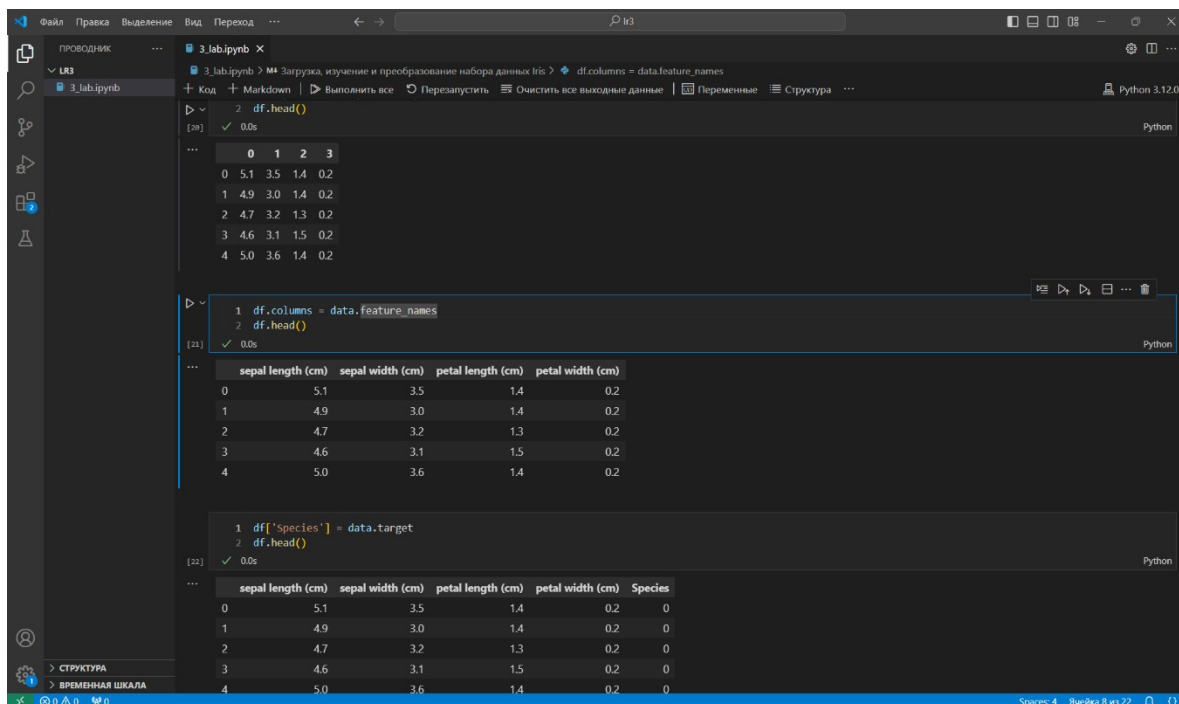 Файл Правка Выделение Вид Переход ··· lr3
ПРОВОДНИК ···
LR3
3_lab.ipynb
СТРУКТУРА
ВРЕМЕННАЯ ШКАЛА
3_lab.ipynb
3_lab.ipynb > M↓ Загрузка, изучение и преобразование набора данных Iris > df.columns = data.feature_names
+ Код + Markdown | Выполнить все Перезапустить Очистить все выходные данные | Переменные Структура ··· Python 3.12.0
2 df.head()
[20] 0.0s Python
0 1 2 3
0 5.1 3.5 1.4 0.2
1 4.9 3.0 1.4 0.2
2 4.7 3.2 1.3 0.2
3 4.6 3.1 1.5 0.2
4 5.0 3.6 1.4 0.2
1 df.columns = data.feature_names
2 df.head()
[21] 0.0s Python
sepal length (cm) sepal width (cm) petal length (cm) petal width (cm)
0 5.1 3.5 1.4 0.2
1 4.9 3.0 1.4 0.2
2 4.7 3.2 1.3 0.2
3 4.6 3.1 1.5 0.2
4 5.0 3.6 1.4 0.2
1 df['Species'] = data.target
2 df.head()
[22] 0.0s Python
sepal length (cm) sepal width (cm) petal length (cm) petal width (cm) Species
0 5.1 3.5 1.4 0.2 0
1 4.9 3.0 1.4 0.2 0
2 4.7 3.2 1.3 0.2 0
3 4.6 3.1 1.5 0.2 0
4 5.0 3.6 1.4 0.2 0
2
1
0 0 0 Spaces: 4 Ячейка 8 из 22